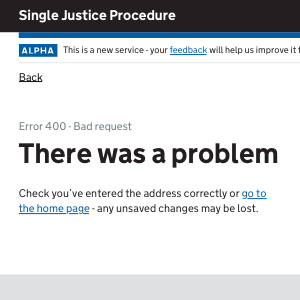 Single Justice Procedure
ALPHA This is a new service - your feedback will help us improve it
Back
Error 400 - Bad request
There was a problem
Check you've entered the address correctly or go to
the home page - any unsaved changes may be lost.